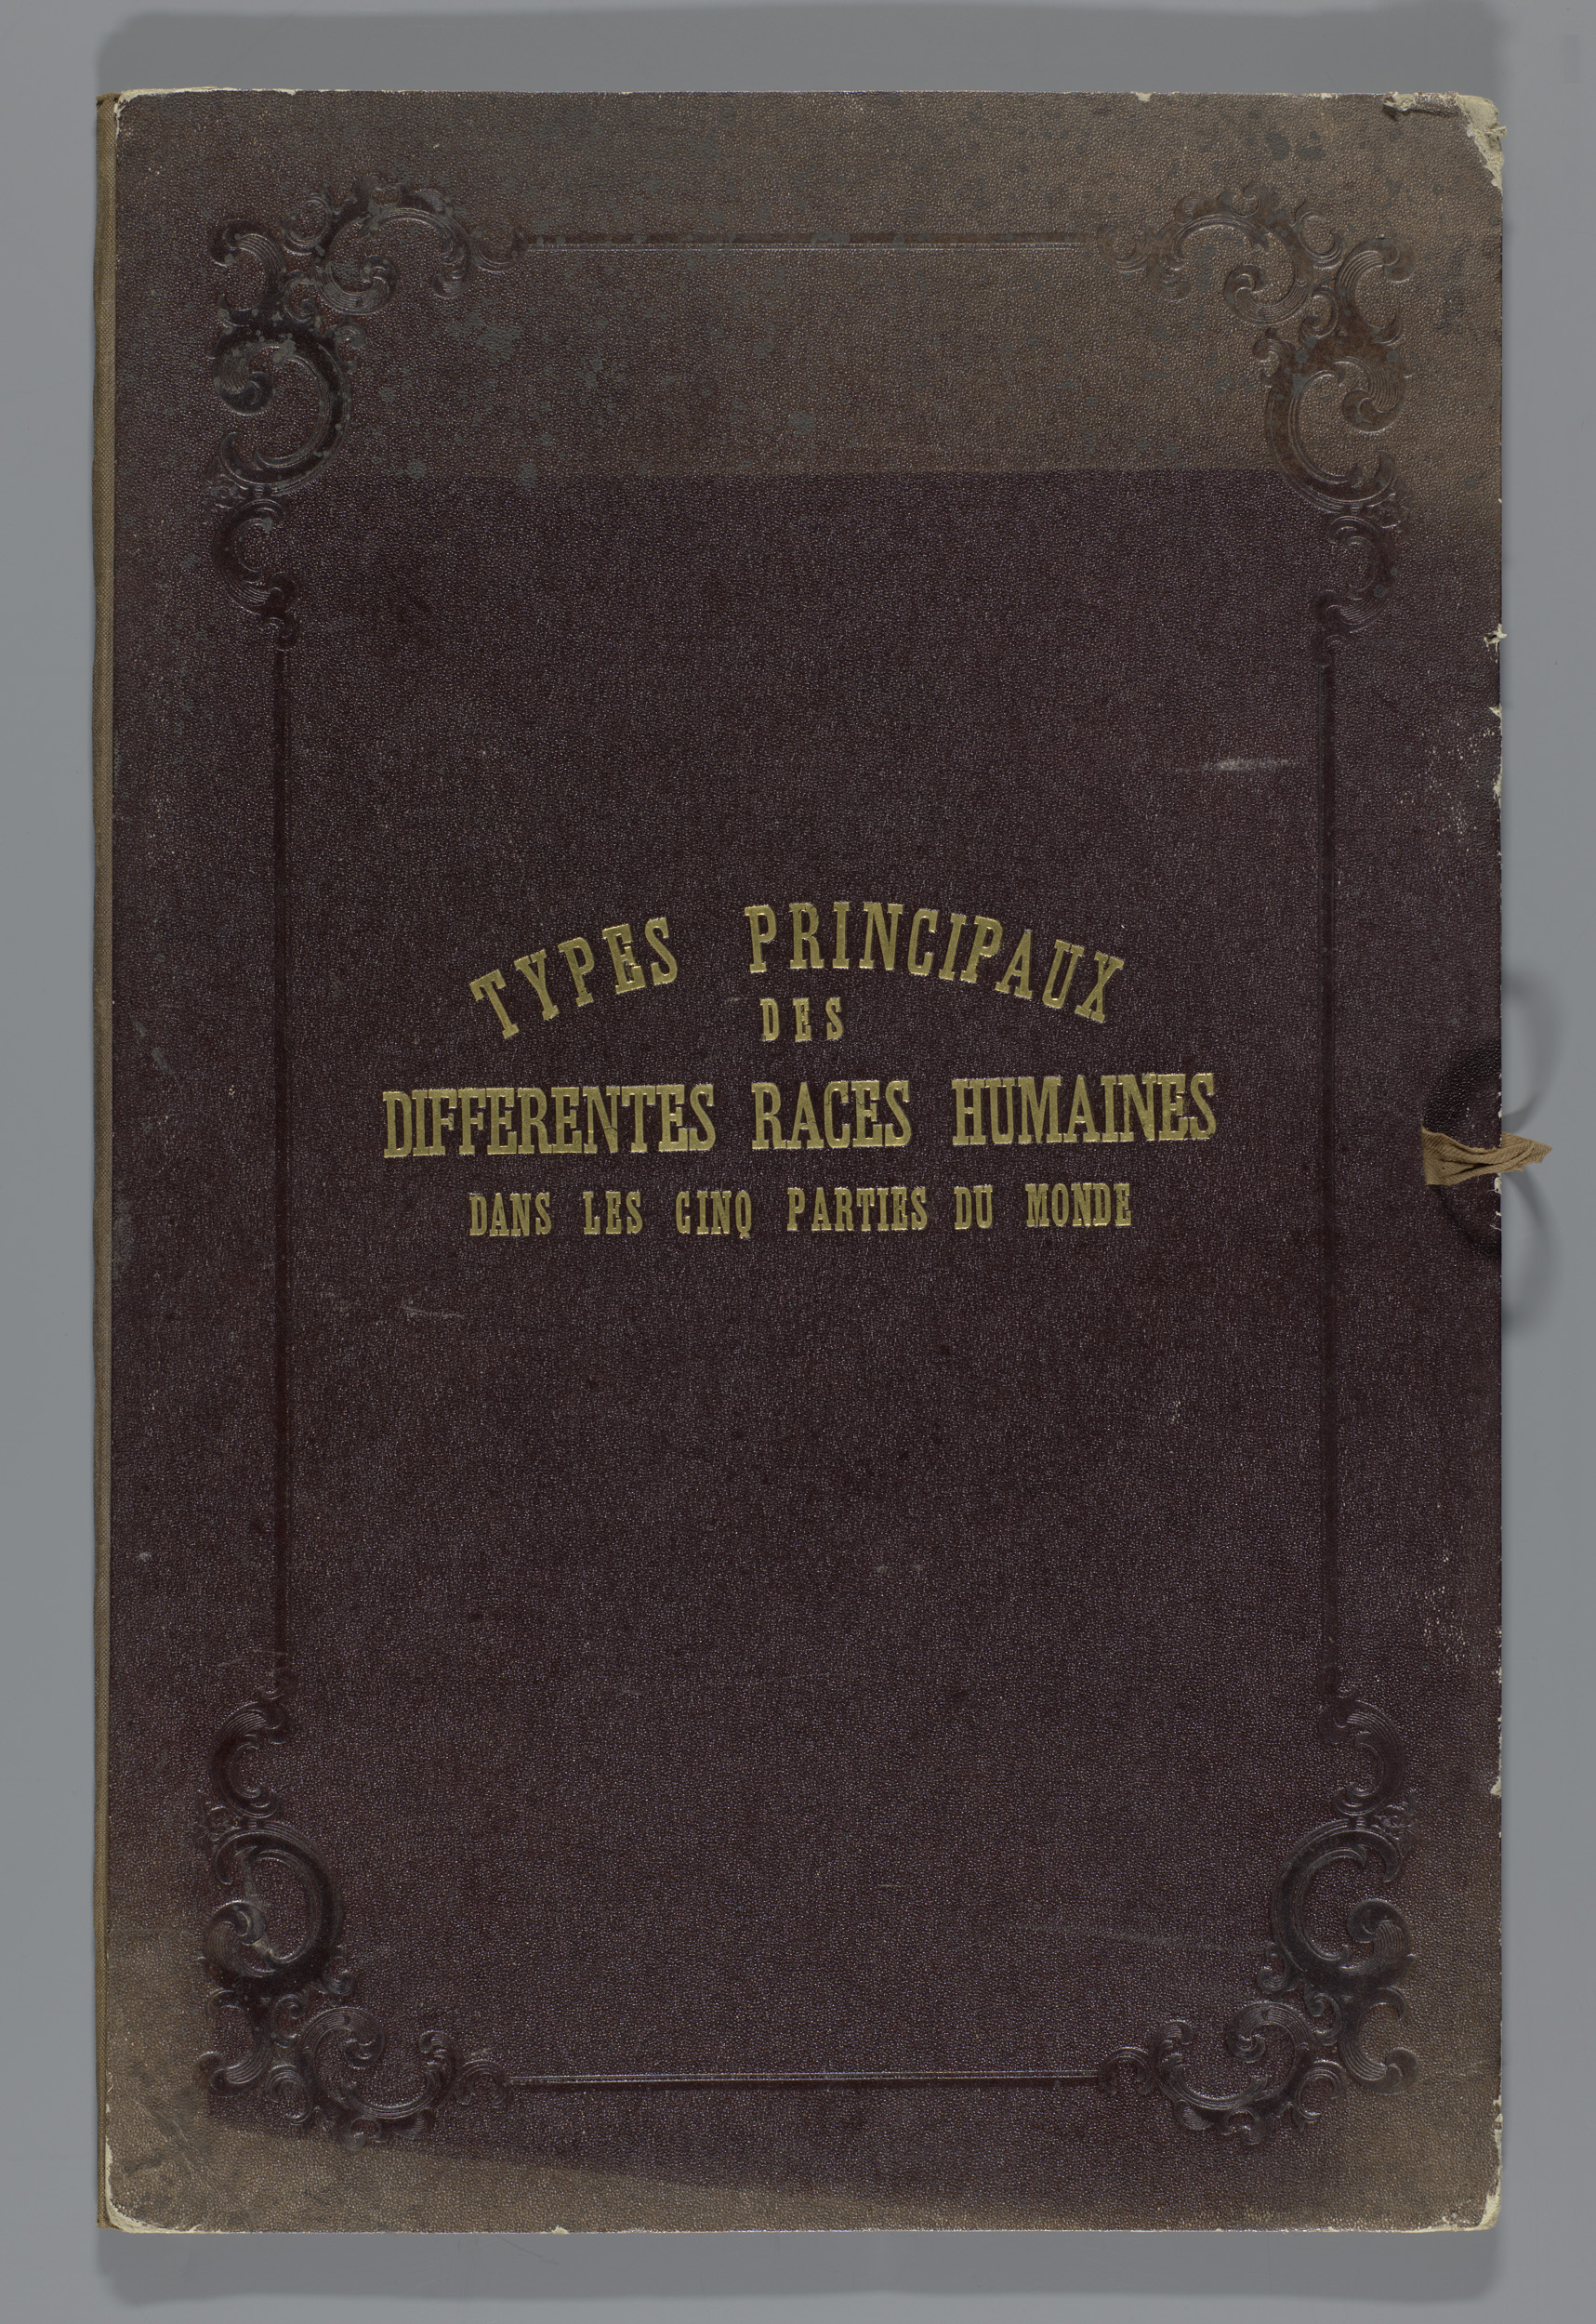 TYPES PRINCIPAUX
DES
DIFFERENTES RACES HUMAINES
DANS LES CINQ PARTIES DU MONDE